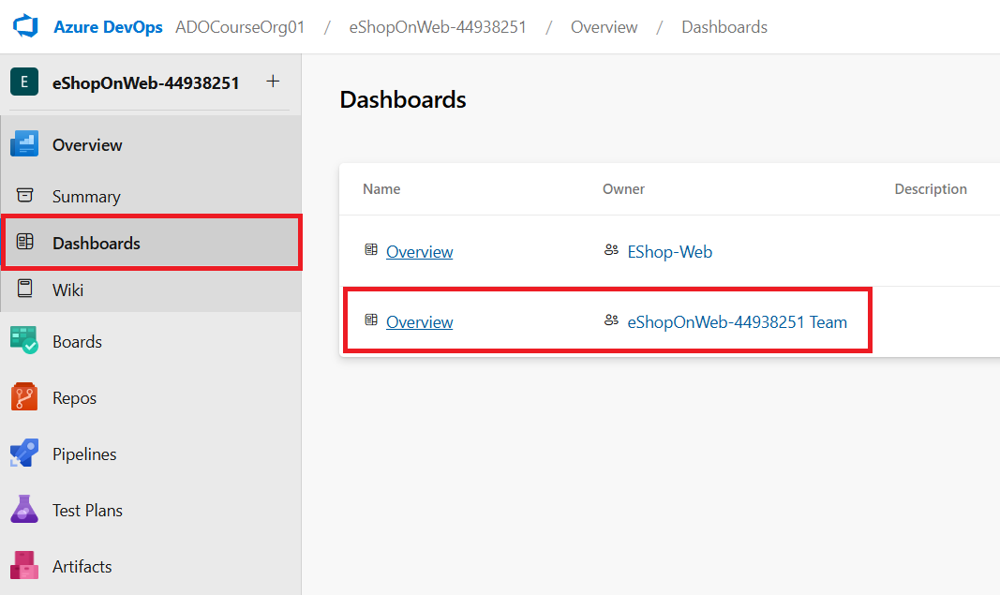 Azure DevOps ADOCourseOrg01 / eShopOnWeb-44938251 / Overview / Dashboards
E eShopOnWeb-44938251 +
Overview
Summary
Dashboards
Wiki
Boards
Repos
Pipelines
Test Plans
Artifacts
Dashboards
Name Owner Description
Overview EShop-Web
Overview eShopOnWeb-44938251 Team